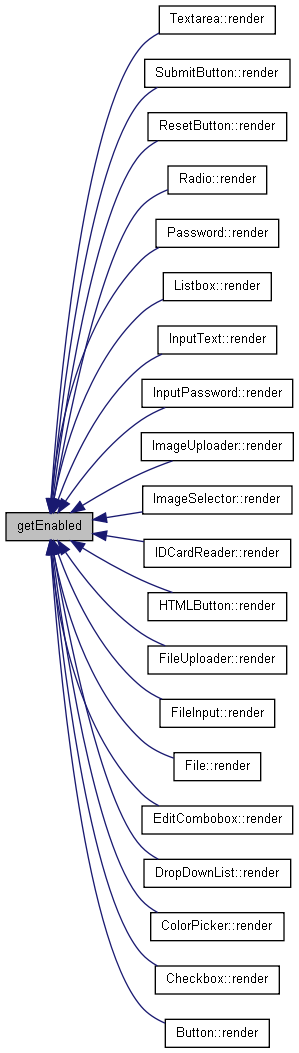 Textarea::render
SubmitButton::render
ResetButton::render
Radio::render
Password::render
Listbox::render
InputText::render
InputPassword::render
ImageUploader::render
ImageSelector::render
getEnabled
IDCardReader::render
HTMLButton::render
FileUploader::render
FileInput::render
File::render
EditCombobox::render
DropDownList::render
ColorPicker::render
Checkbox::render
Button::render